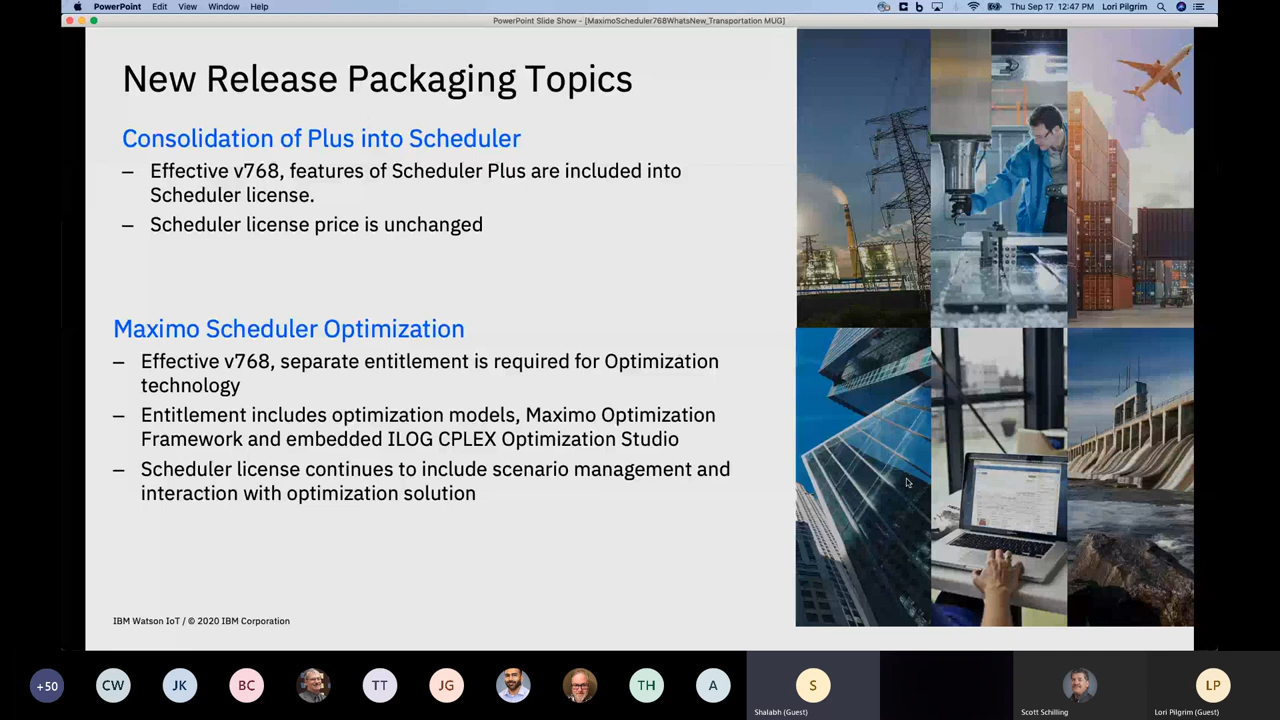 PowerPoint File Edit View Window Help Thu Sep 17 12:47 PM Lori Pilgrim
PowerPoint Slide Show - [MaximoScheduler768WhatsNew_Transportation MUG]
New Release Packaging Topics
Consolidation of Plus into Scheduler
– Effective v768, features of Scheduler Plus are included into
Scheduler license.
– Scheduler license price is unchanged
Maximo Scheduler Optimization
– Effective v768, separate entitlement is required for Optimization
technology
– Entitlement includes optimization models, Maximo Optimization
Framework and embedded ILOG CPLEX Optimization Studio
– Scheduler license continues to include scenario management and
interaction with optimization solution
IBM Watson IoT / © 2020 IBM Corporation
+50 CW JK BC TT JG TH A S LP
Shalabh (Guest) Scott Schilling Lori Pilgrim (Guest)